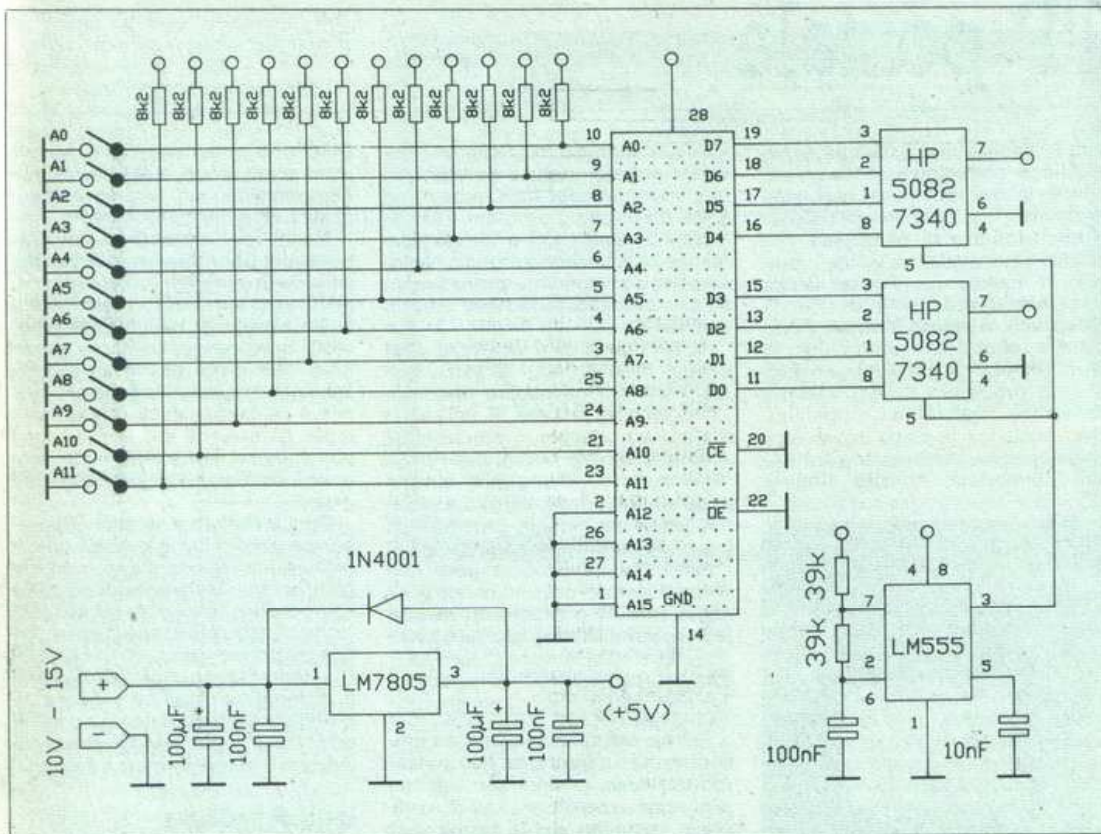 8k2 8k2 8k2 8k2 8k2 8k2 8k2 8k2 8k2 8k2 8k2 8k2
A0
A1
A2
A3
A4
A5
A6
A7
A8
A9
A10
A11
28
10 A0 D7 19
9 A1 D6 18
8 A2 D5 17
7 A3 D4 16
6 A4
5 A5 D3 15
4 A6 D2 13
3 A7 D1 12
25 A8 D0 11
24 A9
21 A10 CE 20
23 A11
2 A12 OE 22
26 A13
27 A14
1 A15 GND
14
3
2
1
8
HP
5082
7340
7
6
4
5
3
2
1
8
HP
5082
7340
7
6
4
5
1N4001
10V - 15V
+
-
100µF +
100nF
1 LM7805 3
2
100µF +
100nF
(+5V)
39k
39k
4 8
7 3
LM555
2 5
6
1
100nF
10nF